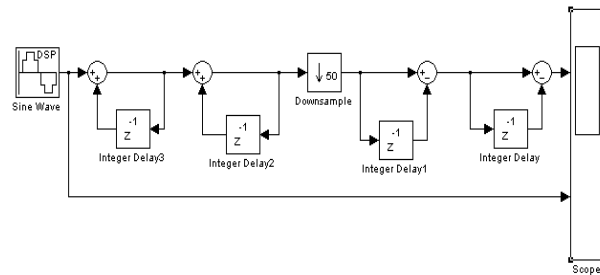 DSP
Sine Wave
+
+
-1
Z
Integer Delay3
+
+
-1
Z
Integer Delay2
↓ 50
Downsample
+
−
-1
Z
Integer Delay1
+
−
-1
Z
Integer Delay
Scope